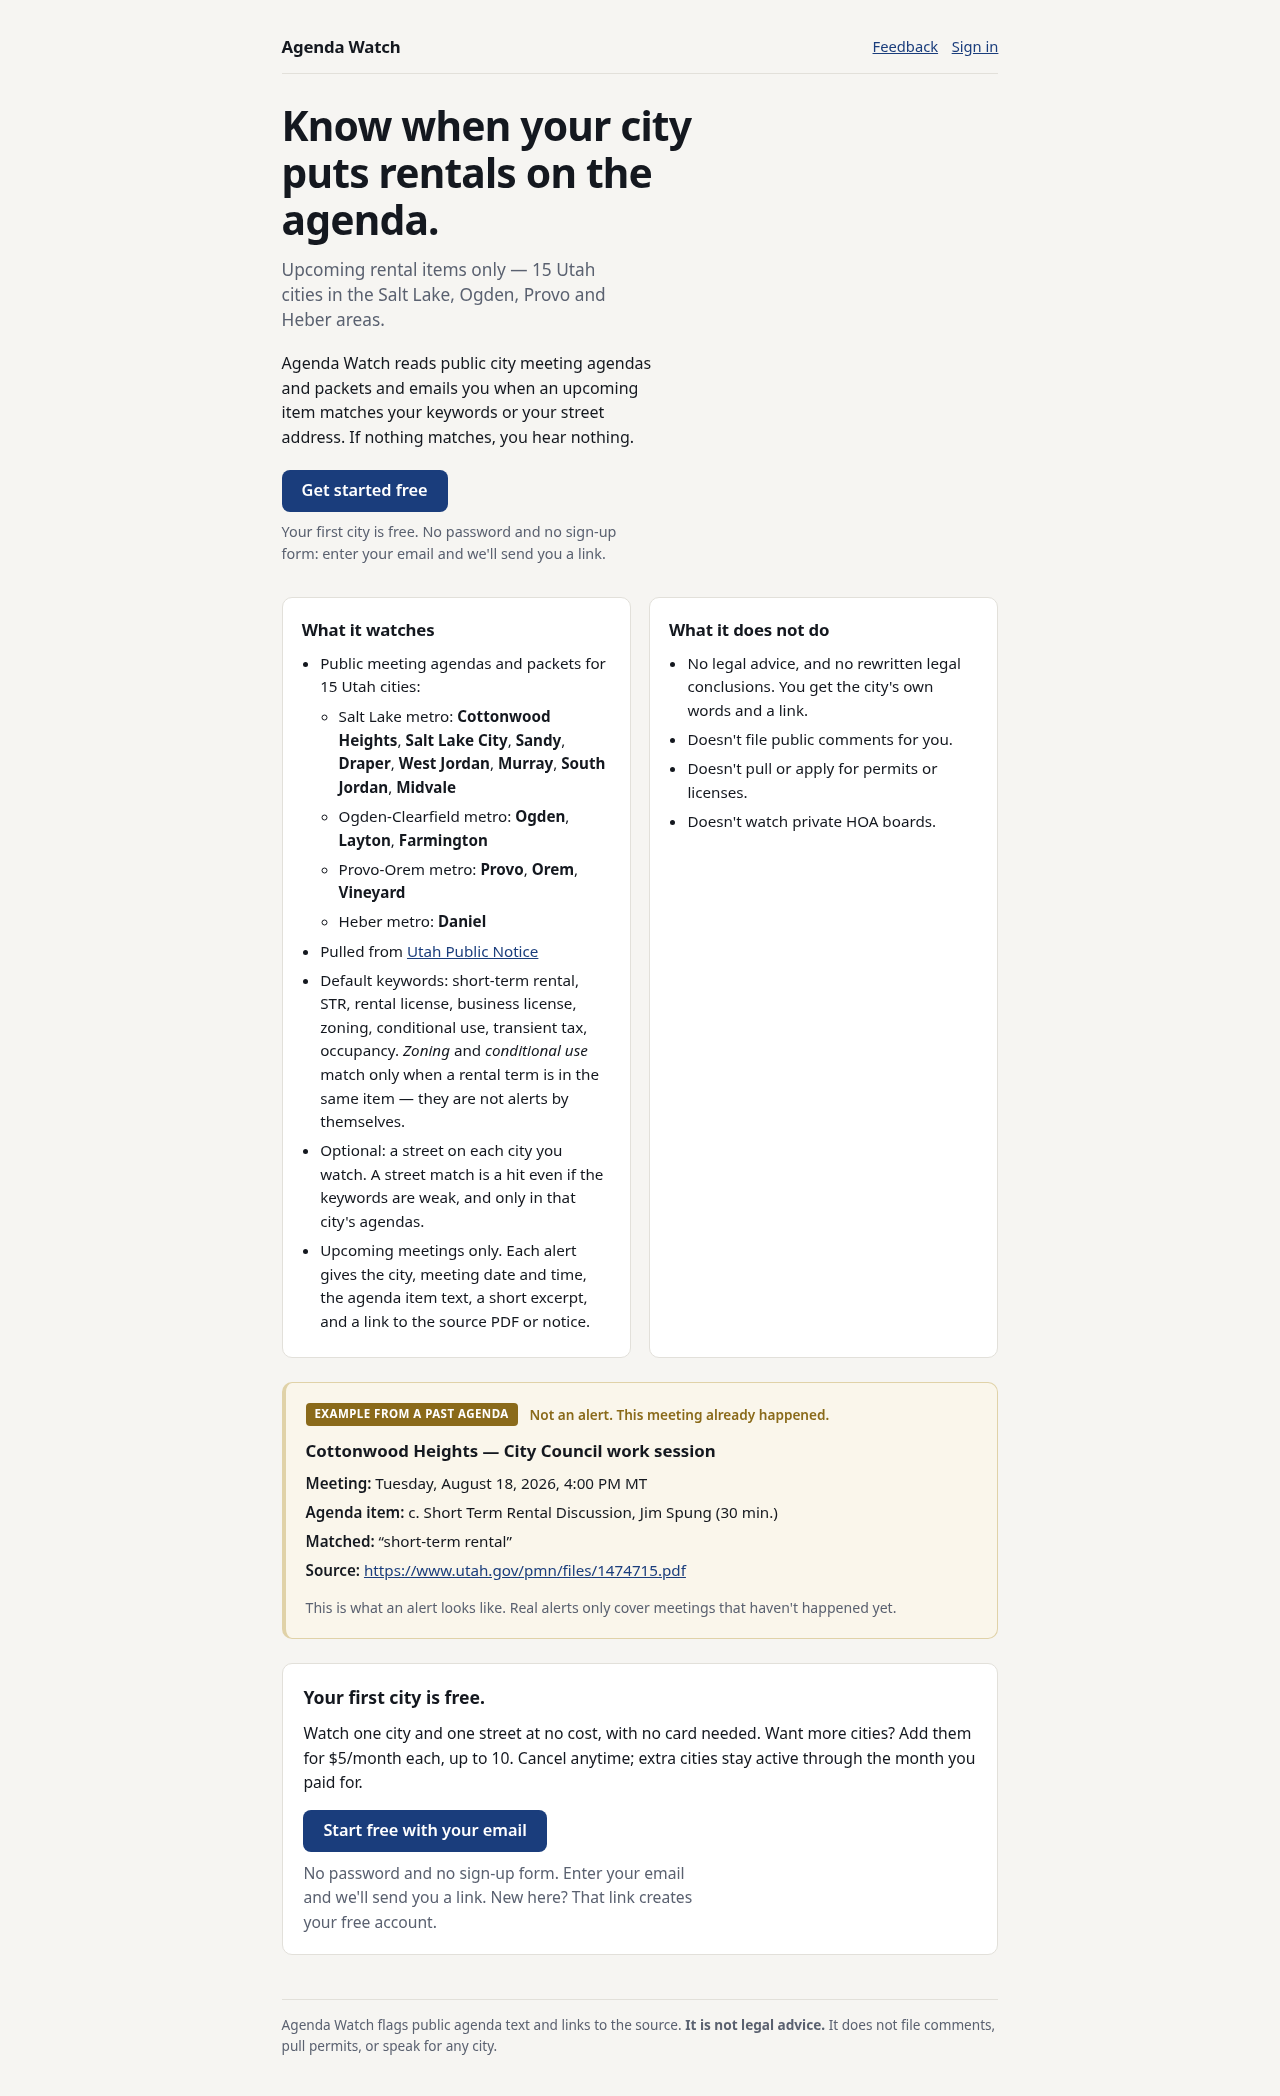 Agenda Watch
Feedback Sign in
Know when your city
puts rentals on the
agenda.
Upcoming rental items only — 15 Utah
cities in the Salt Lake, Ogden, Provo and
Heber areas.
Agenda Watch reads public city meeting agendas
and packets and emails you when an upcoming
item matches your keywords or your street
address. If nothing matches, you hear nothing.
Get started free
Your first city is free. No password and no sign-up
form: enter your email and we'll send you a link.
What it watches
• Public meeting agendas and packets for
15 Utah cities:
◦ Salt Lake metro: Cottonwood
Heights, Salt Lake City, Sandy,
Draper, West Jordan, Murray, South
Jordan, Midvale
◦ Ogden-Clearfield metro: Ogden,
Layton, Farmington
◦ Provo-Orem metro: Provo, Orem,
Vineyard
◦ Heber metro: Daniel
• Pulled from Utah Public Notice
• Default keywords: short-term rental,
STR, rental license, business license,
zoning, conditional use, transient tax,
occupancy. Zoning and conditional use
match only when a rental term is in the
same item — they are not alerts by
themselves.
• Optional: a street on each city you
watch. A street match is a hit even if the
keywords are weak, and only in that
city's agendas.
• Upcoming meetings only. Each alert
gives the city, meeting date and time,
the agenda item text, a short excerpt,
and a link to the source PDF or notice.
What it does not do
• No legal advice, and no rewritten legal
conclusions. You get the city's own
words and a link.
• Doesn't file public comments for you.
• Doesn't pull or apply for permits or
licenses.
• Doesn't watch private HOA boards.
EXAMPLE FROM A PAST AGENDA Not an alert. This meeting already happened.
Cottonwood Heights — City Council work session
Meeting: Tuesday, August 18, 2026, 4:00 PM MT
Agenda item: c. Short Term Rental Discussion, Jim Spung (30 min.)
Matched: “short-term rental”
Source: https://www.utah.gov/pmn/files/1474715.pdf
This is what an alert looks like. Real alerts only cover meetings that haven't happened yet.
Your first city is free.
Watch one city and one street at no cost, with no card needed. Want more cities? Add them
for $5/month each, up to 10. Cancel anytime; extra cities stay active through the month you
paid for.
Start free with your email
No password and no sign-up form. Enter your email
and we'll send you a link. New here? That link creates
your free account.
Agenda Watch flags public agenda text and links to the source. It is not legal advice. It does not file comments,
pull permits, or speak for any city.